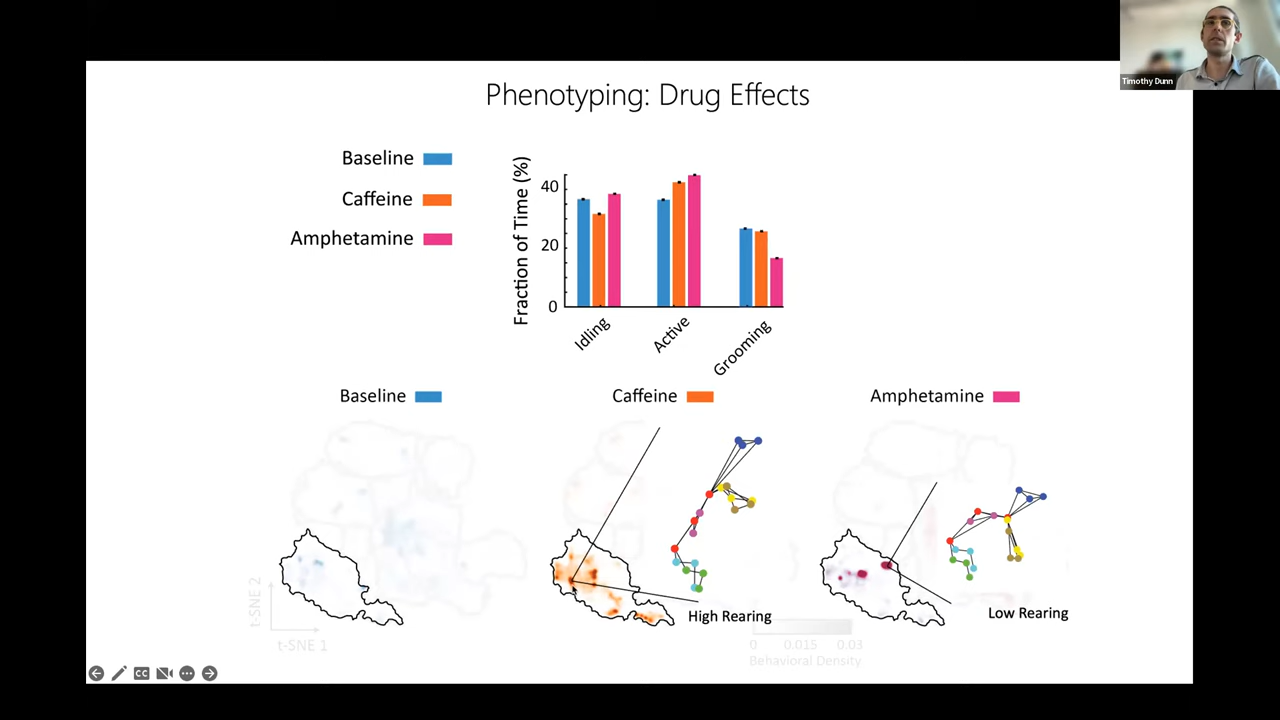 Timothy Dunn
Phenotyping: Drug Effects
Baseline
Caffeine
Amphetamine
Fraction of Time (%)
40
20
0
Idling
Active
Grooming
Baseline
Caffeine
Amphetamine
High Rearing
Low Rearing
t-SNE 2
t-SNE 1
0 0.015 0.03
Behavioral Density
CC